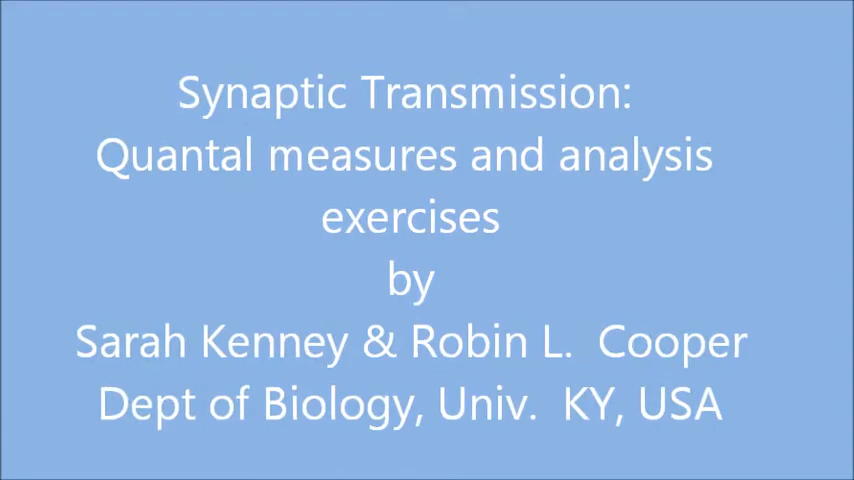 Synaptic Transmission:
Quantal measures and analysis
exercises
by
Sarah Kenney & Robin L.  Cooper
Dept of Biology, Univ.  KY, USA